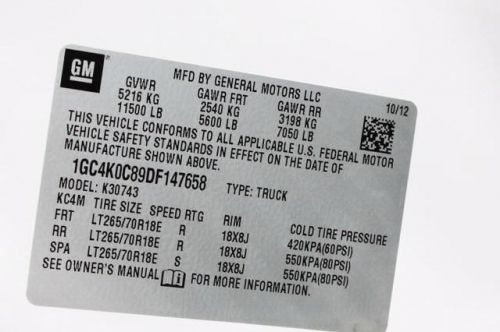 GM
MFD BY GENERAL MOTORS LLC
10/12
GVWR GAWR FRT GAWR RR
5216 KG 2540 KG 3198 KG
11500 LB 5600 LB 7050 LB
THIS VEHICLE CONFORMS TO ALL APPLICABLE U.S. FEDERAL MOTOR
VEHICLE SAFETY STANDARDS IN EFFECT ON THE DATE OF
MANUFACTURE SHOWN ABOVE.
1GC4K0C89DF147658 TYPE: TRUCK
MODEL: K30743
KC4M TIRE SIZE SPEED RTG RIM COLD TIRE PRESSURE
FRT LT265/70R18E R 18X8J 420KPA(60PSI)
RR LT265/70R18E R 18X8J 550KPA(80PSI)
SPA LT265/70R18E S 18X8J 550KPA(80PSI)
SEE OWNER'S MANUAL FOR MORE INFORMATION.